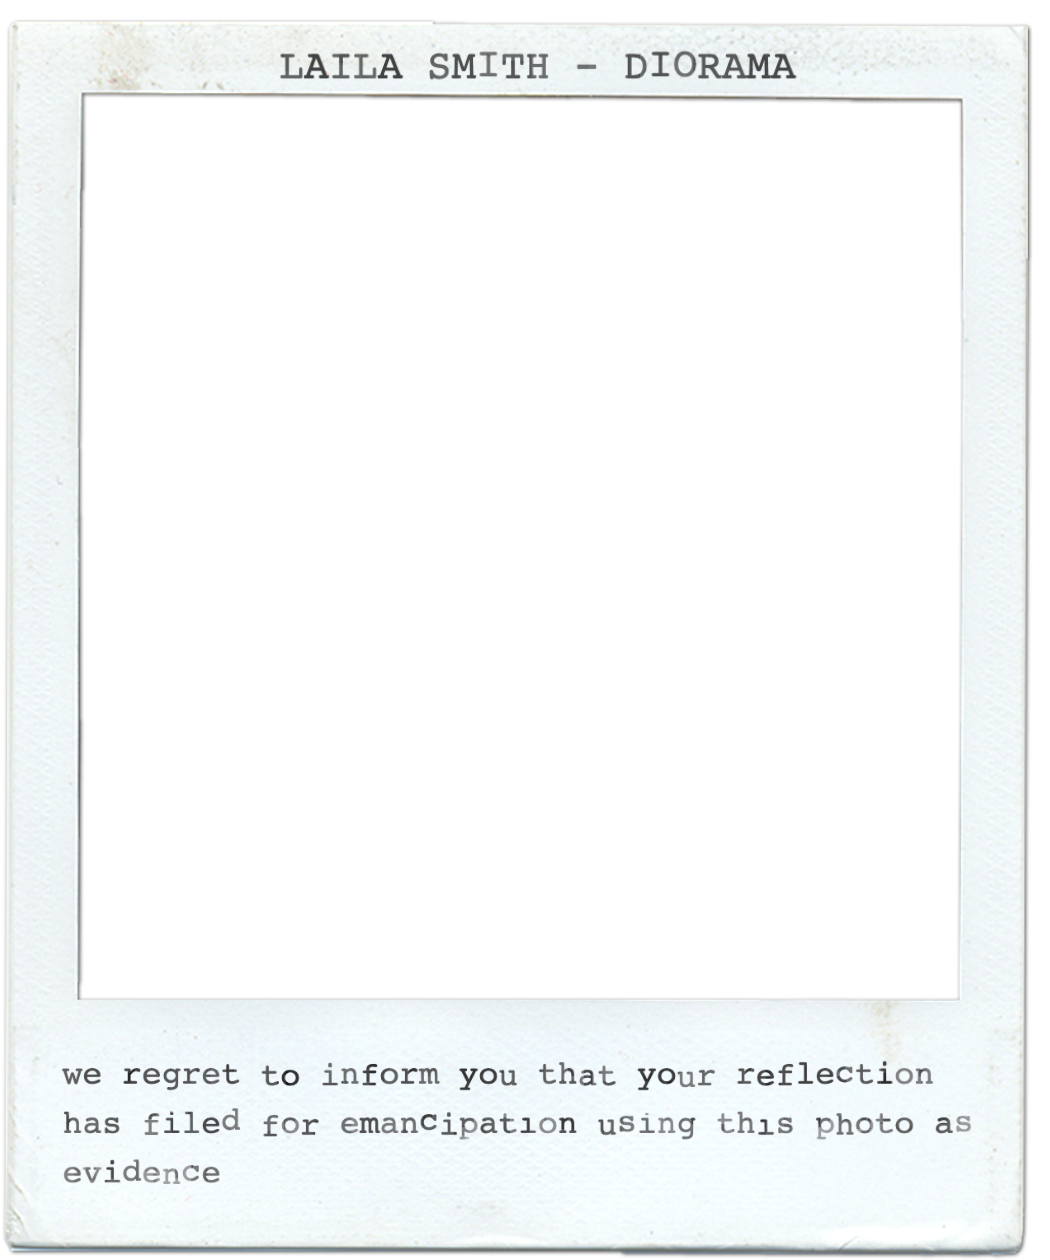 LAILA SMITH - DIORAMA
we regret to inform you that your reflection
has filed for emancipation using this photo as
evidence